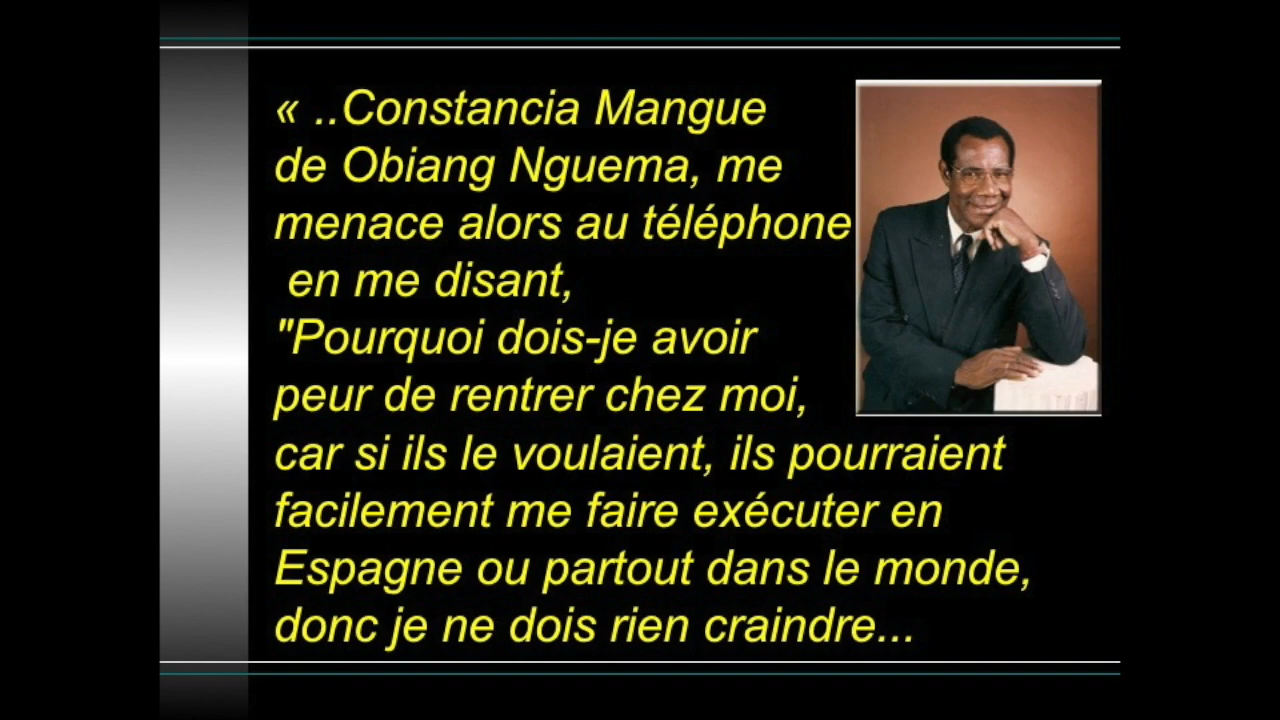 « ..Constancia Mangue
de Obiang Nguema, me
menace alors au téléphone
en me disant,
"Pourquoi dois-je avoir
peur de rentrer chez moi,
car si ils le voulaient, ils pourraient
facilement me faire exécuter en
Espagne ou partout dans le monde,
donc je ne dois rien craindre...